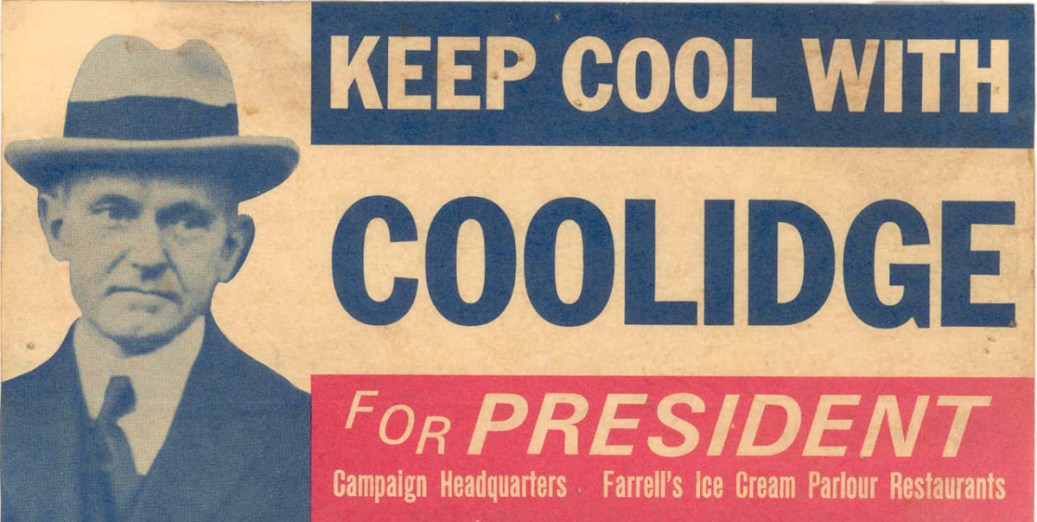 KEEP COOL WITH
COOLIDGE
FOR PRESIDENT
Campaign Headquarters Farrell's Ice Cream Parlour Restaurants